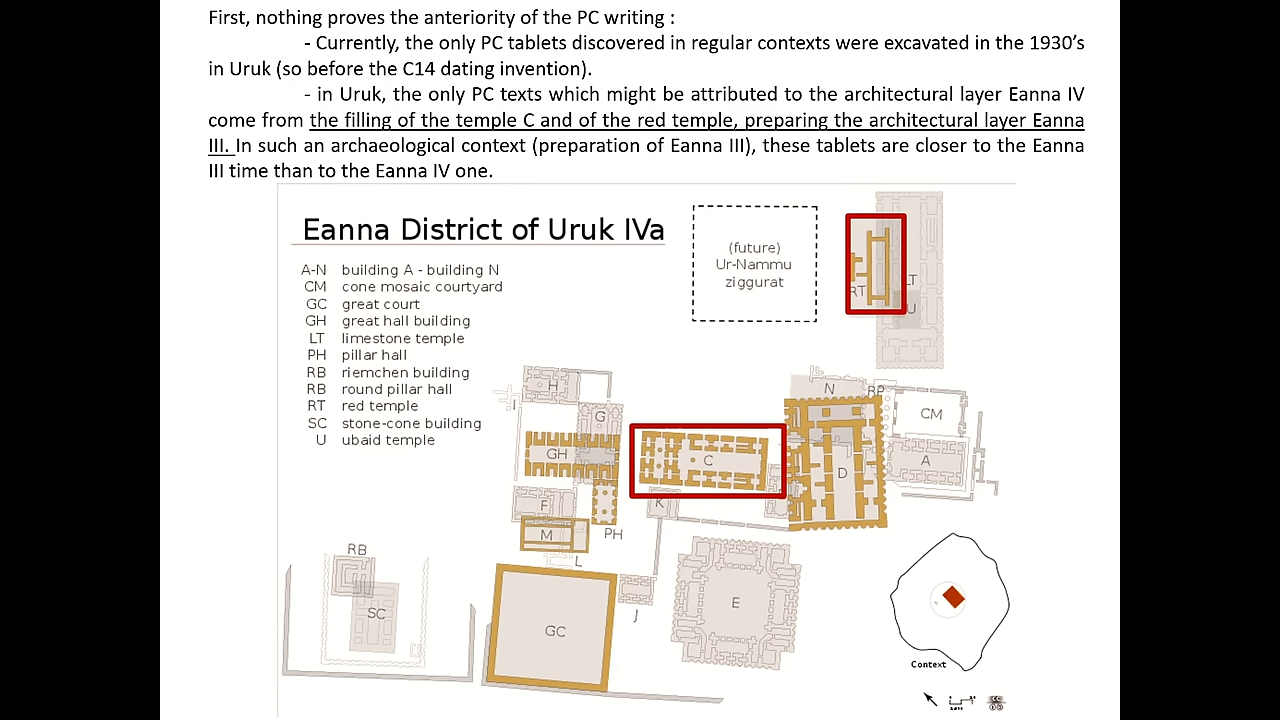 First, nothing proves the anteriority of the PC writing :
- Currently, the only PC tablets discovered in regular contexts were excavated in the 1930’s
in Uruk (so before the C14 dating invention).
- in Uruk, the only PC texts which might be attributed to the architectural layer Eanna IV
come from the filling of the temple C and of the red temple, preparing the architectural layer Eanna
III. In such an archaeological context (preparation of Eanna III), these tablets are closer to the Eanna
III time than to the Eanna IV one.
Eanna District of Uruk IVa
A-N building A - building N
CM cone mosaic courtyard
GC great court
GH great hall building
LT limestone temple
PH pillar hall
RB riemchen building
RB round pillar hall
RT red temple
SC stone-cone building
U ubaid temple
(future)
Ur-Nammu
ziggurat
RT
LT
U
H
I
G
GH
C
N
RP
CM
D
A
F
K
M
PH
L
RB
SC
GC
J
E
Context